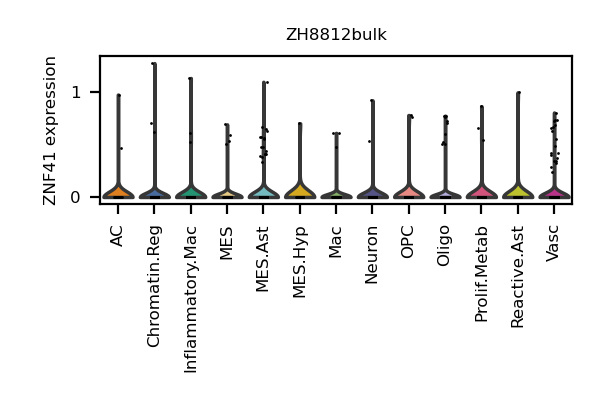 ZH8812bulk
ZNF41 expression
1
0
AC
Chromatin.Reg
Inflammatory.Mac
MES
MES.Ast
MES.Hyp
Mac
Neuron
OPC
Oligo
Prolif.Metab
Reactive.Ast
Vasc